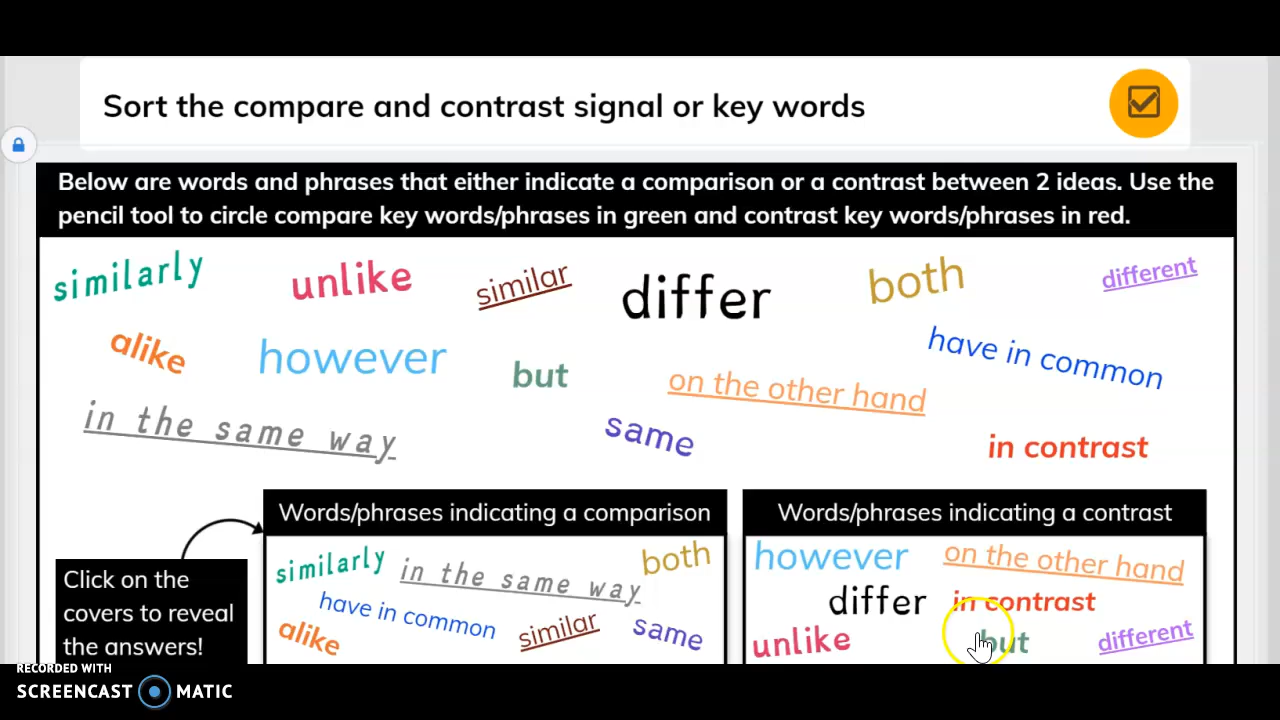 Sort the compare and contrast signal or key words
Below are words and phrases that either indicate a comparison or a contrast between 2 ideas. Use the
pencil tool to circle compare key words/phrases in green and contrast key words/phrases in red.
similarly
unlike
similar
differ
both
different
alike
however
but
on the other hand
have in common
in the same way
same
in contrast
Click on the
covers to reveal
the answers!
Words/phrases indicating a comparison
similarly
in the same way
both
have in common
alike
similar
same
Words/phrases indicating a contrast
however
on the other hand
differ
in contrast
unlike
but
different
RECORDED WITH
SCREENCAST MATIC